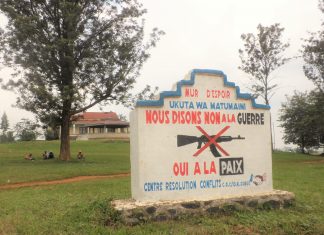 MUR D'ESPOIR
UKUTA WA MATUMAINI
NOUS DISONS NON A LA GUERRE
OUI A LA PAIX
CENTRE RESOLUTION CONFLITS